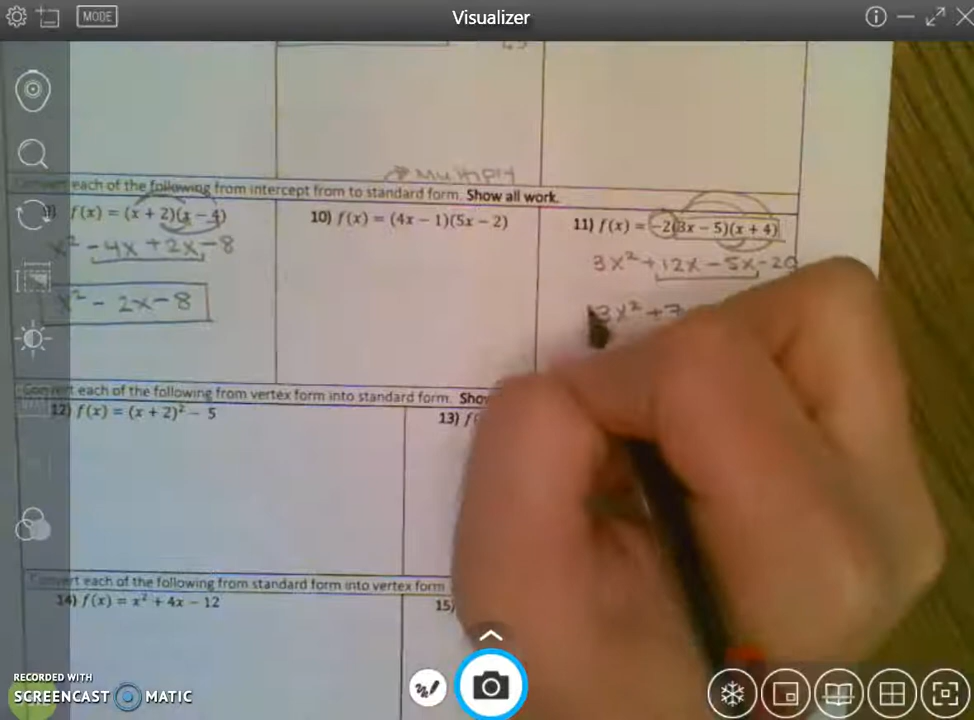 MODE
Visualizer
Multiply
each of the following from intercept from to standard form. Show all work.
f(x) = (x + 2)(x − 4)
x² − 4x + 2x − 8
x² − 2x − 8
10) f(x) = (4x − 1)(5x − 2)
11) f(x) = −2(3x − 5)(x + 4)
3x² + 12x − 5x − 20
3x² + 7
Convert each of the following from vertex form into standard form. Sho
12) f(x) = (x + 2)² − 5
13) f(
Convert each of the following from standard form into vertex form
14) f(x) = x² + 4x − 12
15)
RECORDED WITH
SCREENCAST MATIC